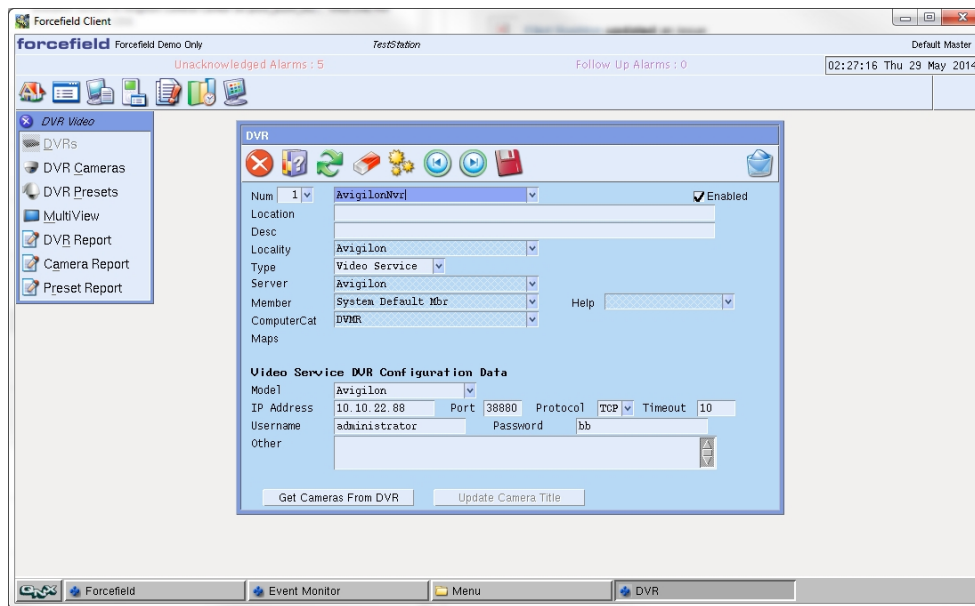 Forcefield Client
forcefield Forcefield Demo Only TestStation Default Master
Unacknowledged Alarms : 5 Follow Up Alarms : 0 02:27:16 Thu 29 May 2014
DVR Video
DVRs
DVR Cameras
DVR Presets
MultiView
DVR Report
Camera Report
Preset Report
DVR
Num 1 AvigilonNvr Enabled
Location
Desc
Locality Avigilon
Type Video Service
Server Avigilon
Member System Default Mbr Help
ComputerCat DVMR
Maps
Video Service DVR Configuration Data
Model Avigilon
IP Address 10.10.22.88 Port 38880 Protocol TCP Timeout 10
Username administrator Password bb
Other
Get Cameras From DVR Update Camera Title
QNX Forcefield Event Monitor Menu DVR